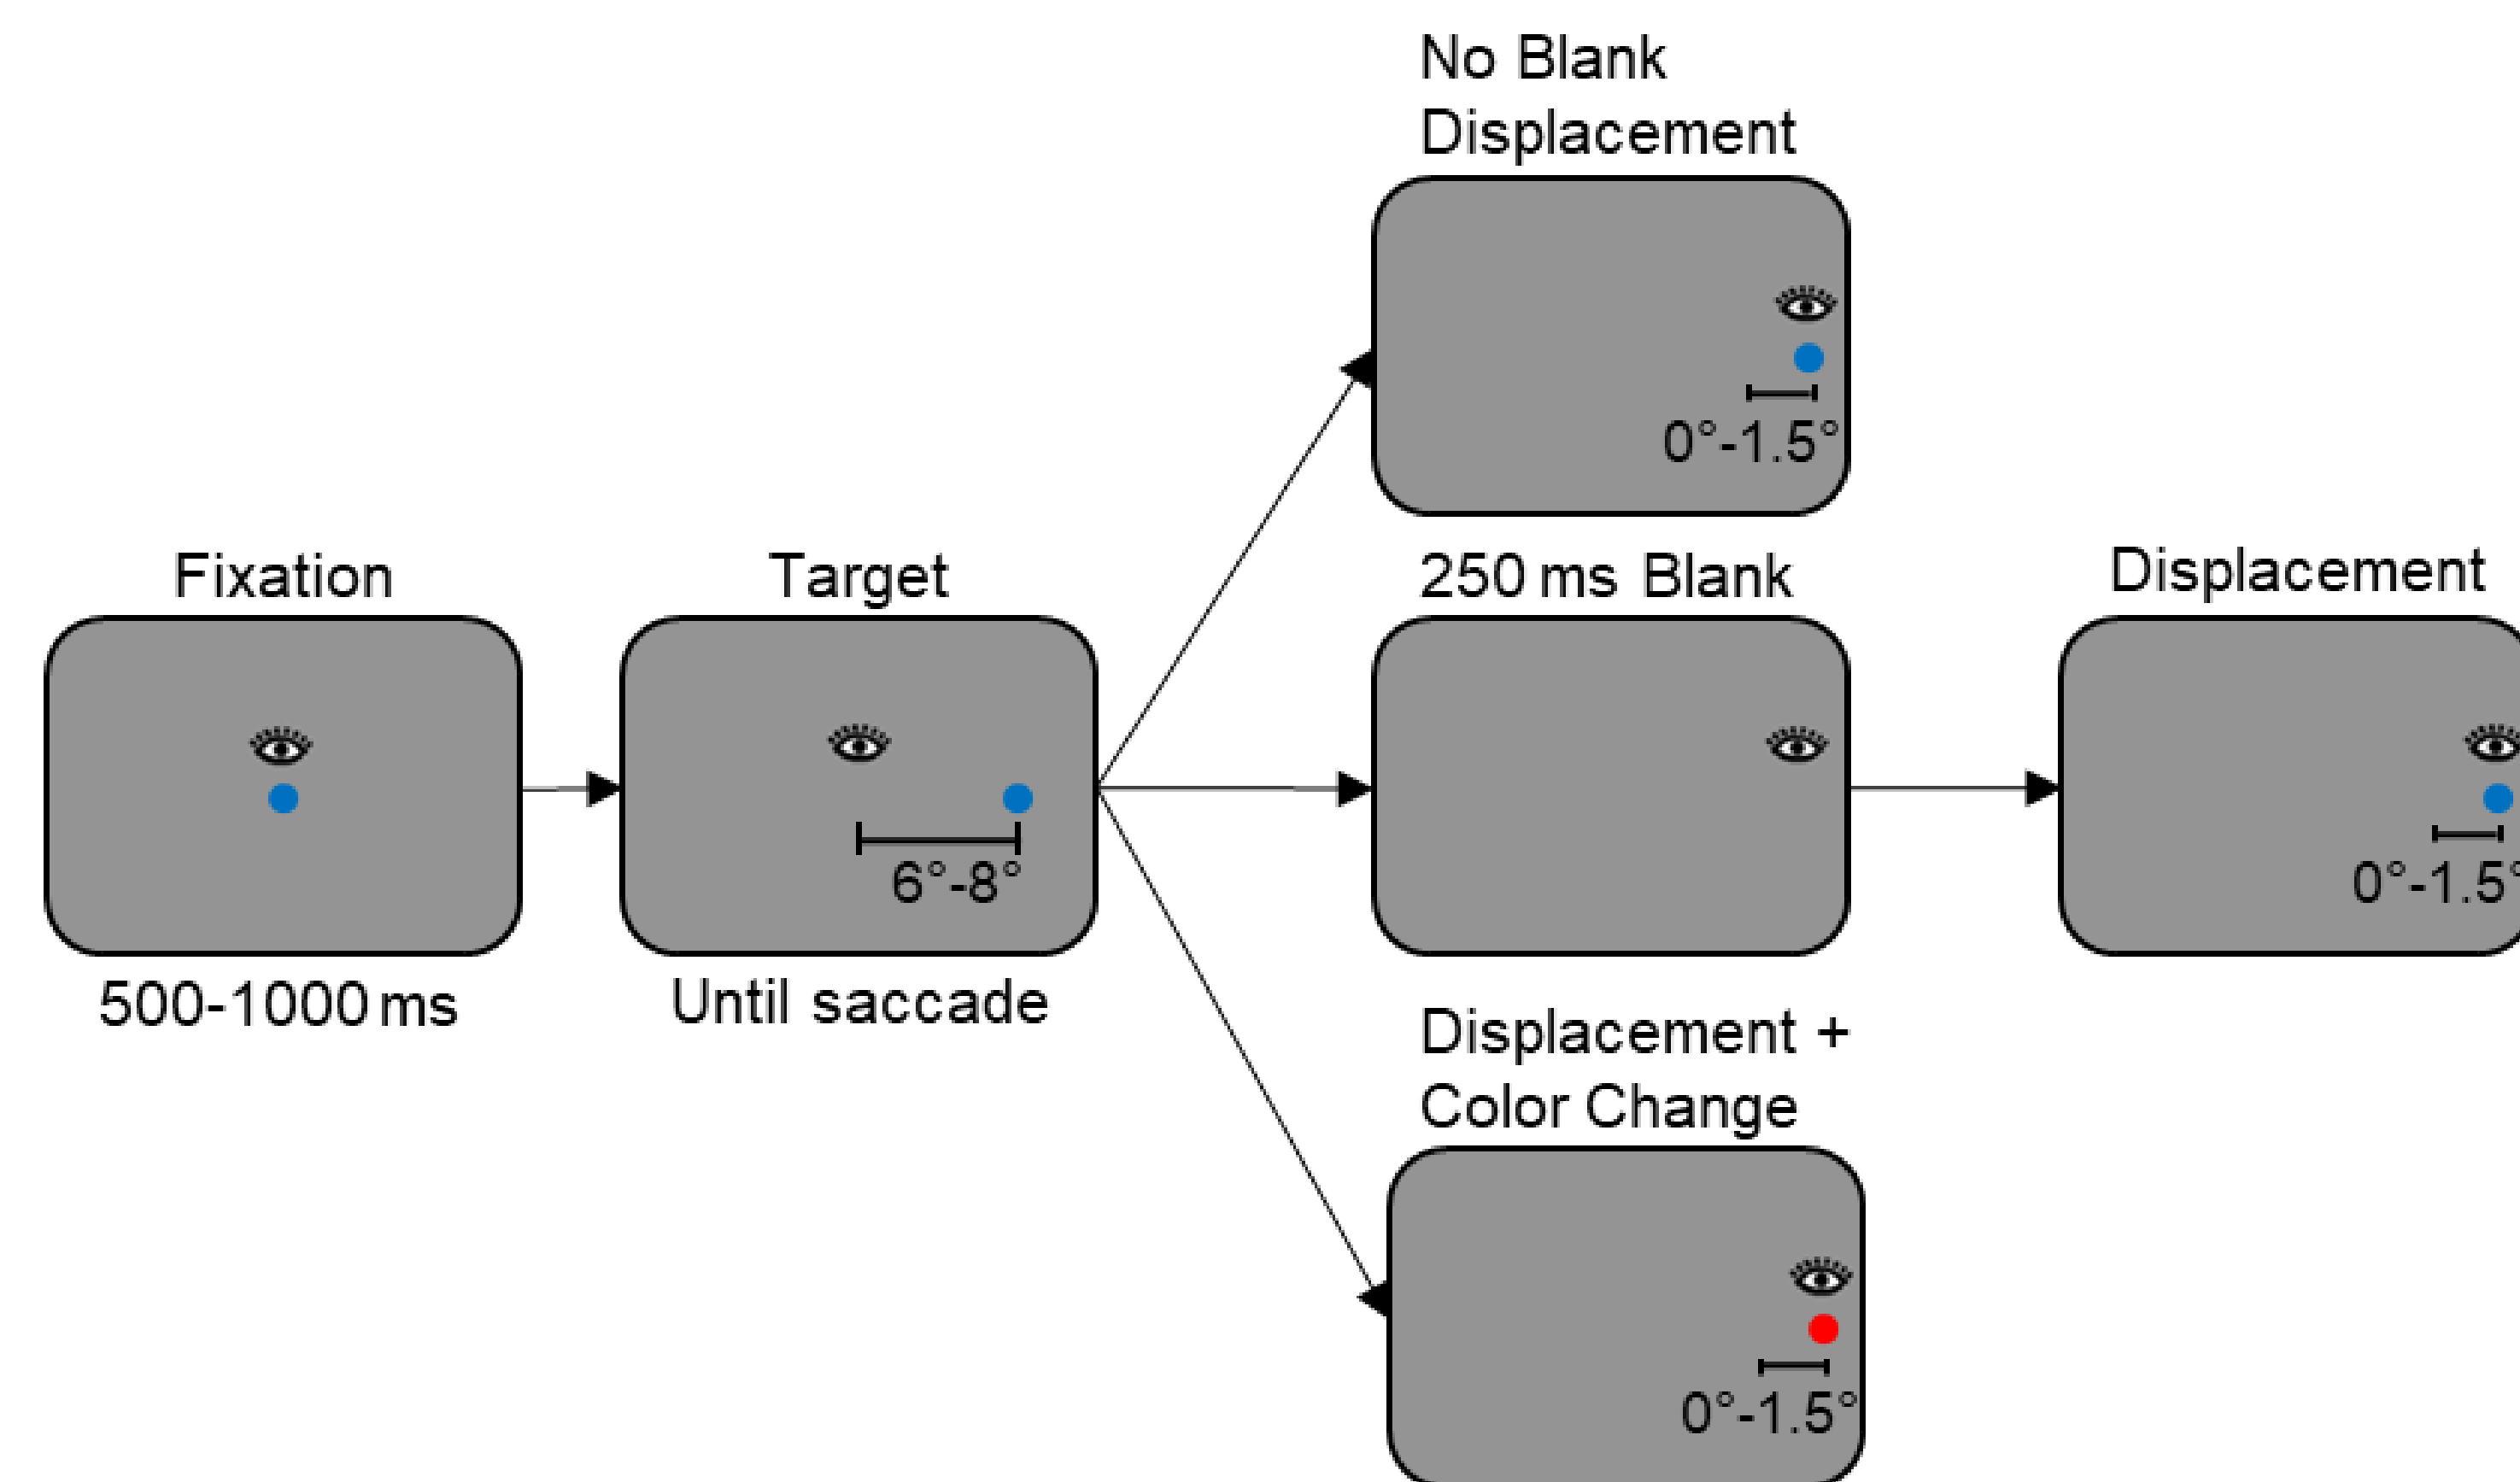 No Blank
Displacement
0°-1.5°
Fixation
Target
250 ms Blank
Displacement
6°-8°
0°-1.5°
500-1000 ms
Until saccade
Displacement +
Color Change
0°-1.5°